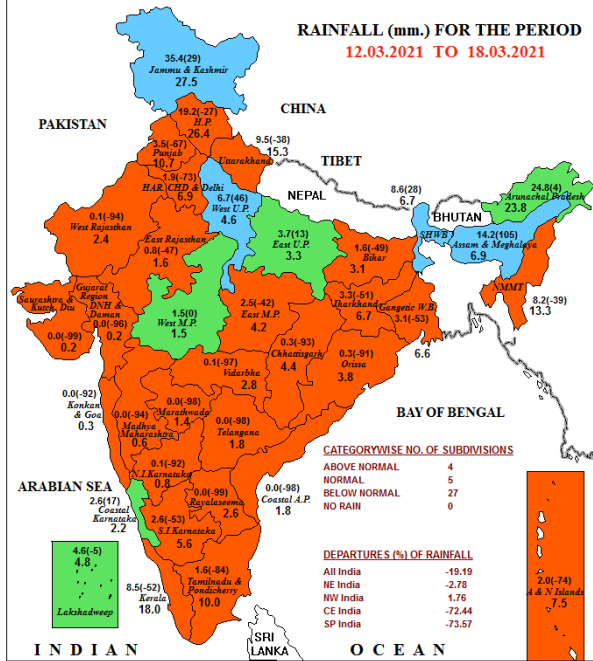 RAINFALL (mm.) FOR THE PERIOD
12.03.2021 TO 18.03.2021
35.4(29)
Jammu & Kashmir
27.5
CHINA
PAKISTAN
19.2(-27)
H.P.
26.4
3.5(-67)
Punjab
10.7
9.5(-38)
15.3
Uttarakhand
TIBET
1.9(-73)
HAR. CHD & Delhi
6.9
NEPAL
8.6(28)
6.7
BHUTAN
24.8(4)
Arunachal Pradesh
23.8
0.1(-94)
West Rajasthan
2.4
6.7(46)
West U.P.
4.6
East Rajasthan
0.8(-47)
1.6
3.7(13)
East U.P.
3.3
1.6(-49)
Bihar
3.1
SHWB
14.2(105)
Assam & Meghalaya
6.9
NMMT
8.2(-39)
13.3
Gujarat
Region
DNH &
Daman
0.0(-96)
0.2
Saurashtra, &
Kutch, Diu
0.0(-99)
0.2
1.5(0)
West M.P.
1.5
2.5(-42)
East M.P.
4.2
3.3(-51)
Jharkhand
6.7
Gangetic W.B.
3.1(-53)
6.6
0.3(-93)
Chhattisgarh
4.4
0.3(-91)
Orissa
3.8
0.1(-97)
Vidarbha
2.8
0.0(-92)
Konkan
& Goa
0.3
0.0(-98)
Marathwada
1.4
0.0(-94)
Madhya
Maharashtra
0.6
0.0(-98)
Telangana
1.8
BAY OF BENGAL
0.1(-92)
N.I.Karnataka
0.8
ARABIAN SEA
2.6(17)
Coastal
Karnataka
2.2
0.0(-99)
Rayalaseema
2.6
0.0(-98)
Coastal A.P.
1.8
2.6(-53)
S.I.Karnataka
5.6
1.6(-84)
Tamilnadu &
Pondicherry
10.0
8.5(-52)
Kerala
18.0
4.6(-5)
4.8
Lakshadweep
CATEGORYWISE NO. OF SUBDIVISIONS
ABOVE NORMAL 4
NORMAL 5
BELOW NORMAL 27
NO RAIN 0
DEPARTURES (%) OF RAINFALL
All India -19.19
NE India -2.78
NW India 1.76
CE India -72.44
SP India -73.57
2.0(-74)
A & N Islands
7.5
SRI
LANKA
INDIAN OCEAN